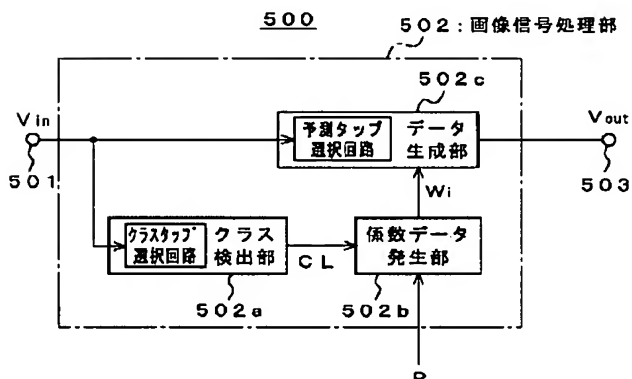 500
502：画像信号処理部
502c
Vin
501
予測タップ
選択回路
データ
生成部
Vout
503
Wi
クラスタップ
選択回路
クラス
検出部
CL
係数データ
発生部
502a
502b
P